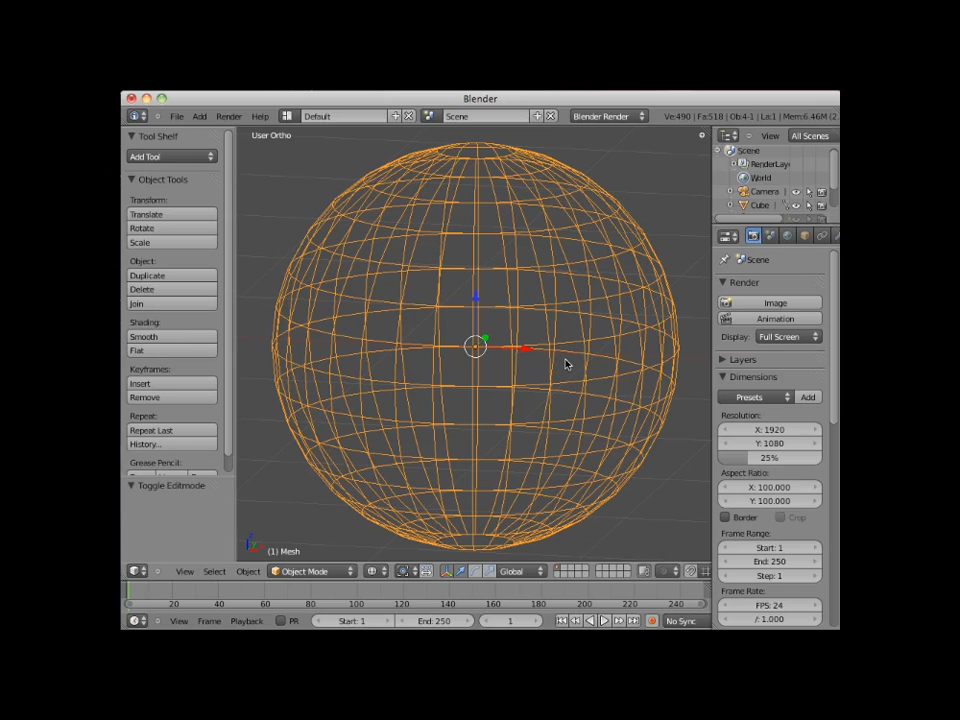 Blender
File Add Render Help Default Scene Blender Render Ve:490 | Fa:518 | Ob:4-1 | La:1 | Mem:6.46M (2.
Tool Shelf
Add Tool
Object Tools
Transform:
Translate
Rotate
Scale
Object:
Duplicate
Delete
Join
Shading:
Smooth
Flat
Keyframes:
Insert
Remove
Repeat:
Repeat Last
History...
Grease Pencil:
Toggle Editmode
User Ortho
(1) Mesh
View All Scenes
Scene
RenderLay
World
Camera
Cube
Scene
Render
Image
Animation
Display: Full Screen
Layers
Dimensions
Presets Add
Resolution:
X: 1920
Y: 1080
25%
Aspect Ratio:
X: 100.000
Y: 100.000
Border Crop
Frame Range:
Start: 1
End: 250
Step: 1
Frame Rate:
FPS: 24
/: 1.000
View Select Object Object Mode Global
20 40 60 80 100 120 140 160 180 200 220 240
View Frame Playback PR Start: 1 End: 250 1 No Sync